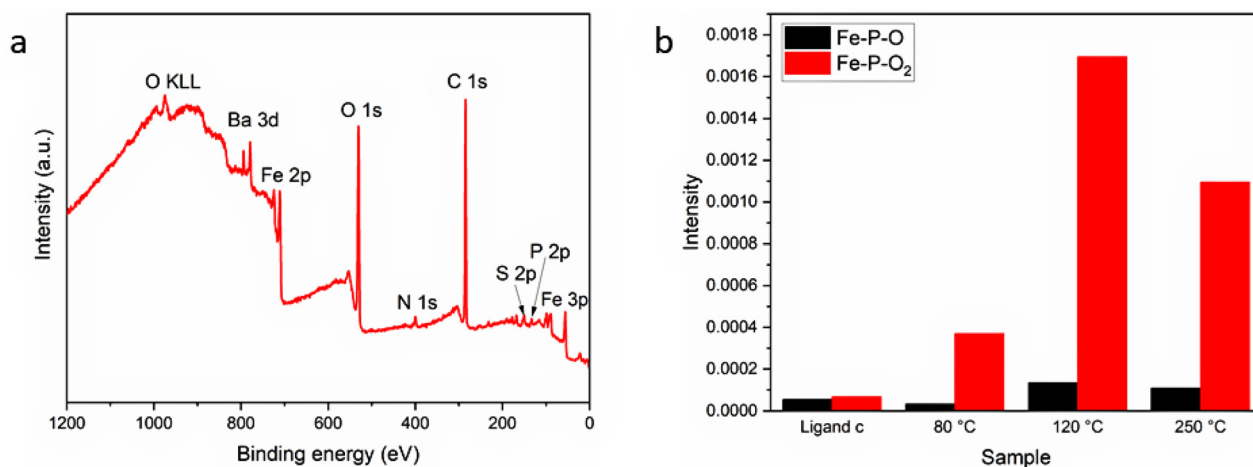 a
Intensity (a.u.)
O KLL
Ba 3d
Fe 2p
O 1s
N 1s
C 1s
S 2p
P 2p
Fe 3p
1200 1000 800 600 400 200 0
Binding energy (eV)
b
Intensity
0.0018
0.0016
0.0014
0.0012
0.0010
0.0008
0.0006
0.0004
0.0002
0.0000
Fe-P-O
Fe-P-O₂
Ligand c 80 °C 120 °C 250 °C
Sample